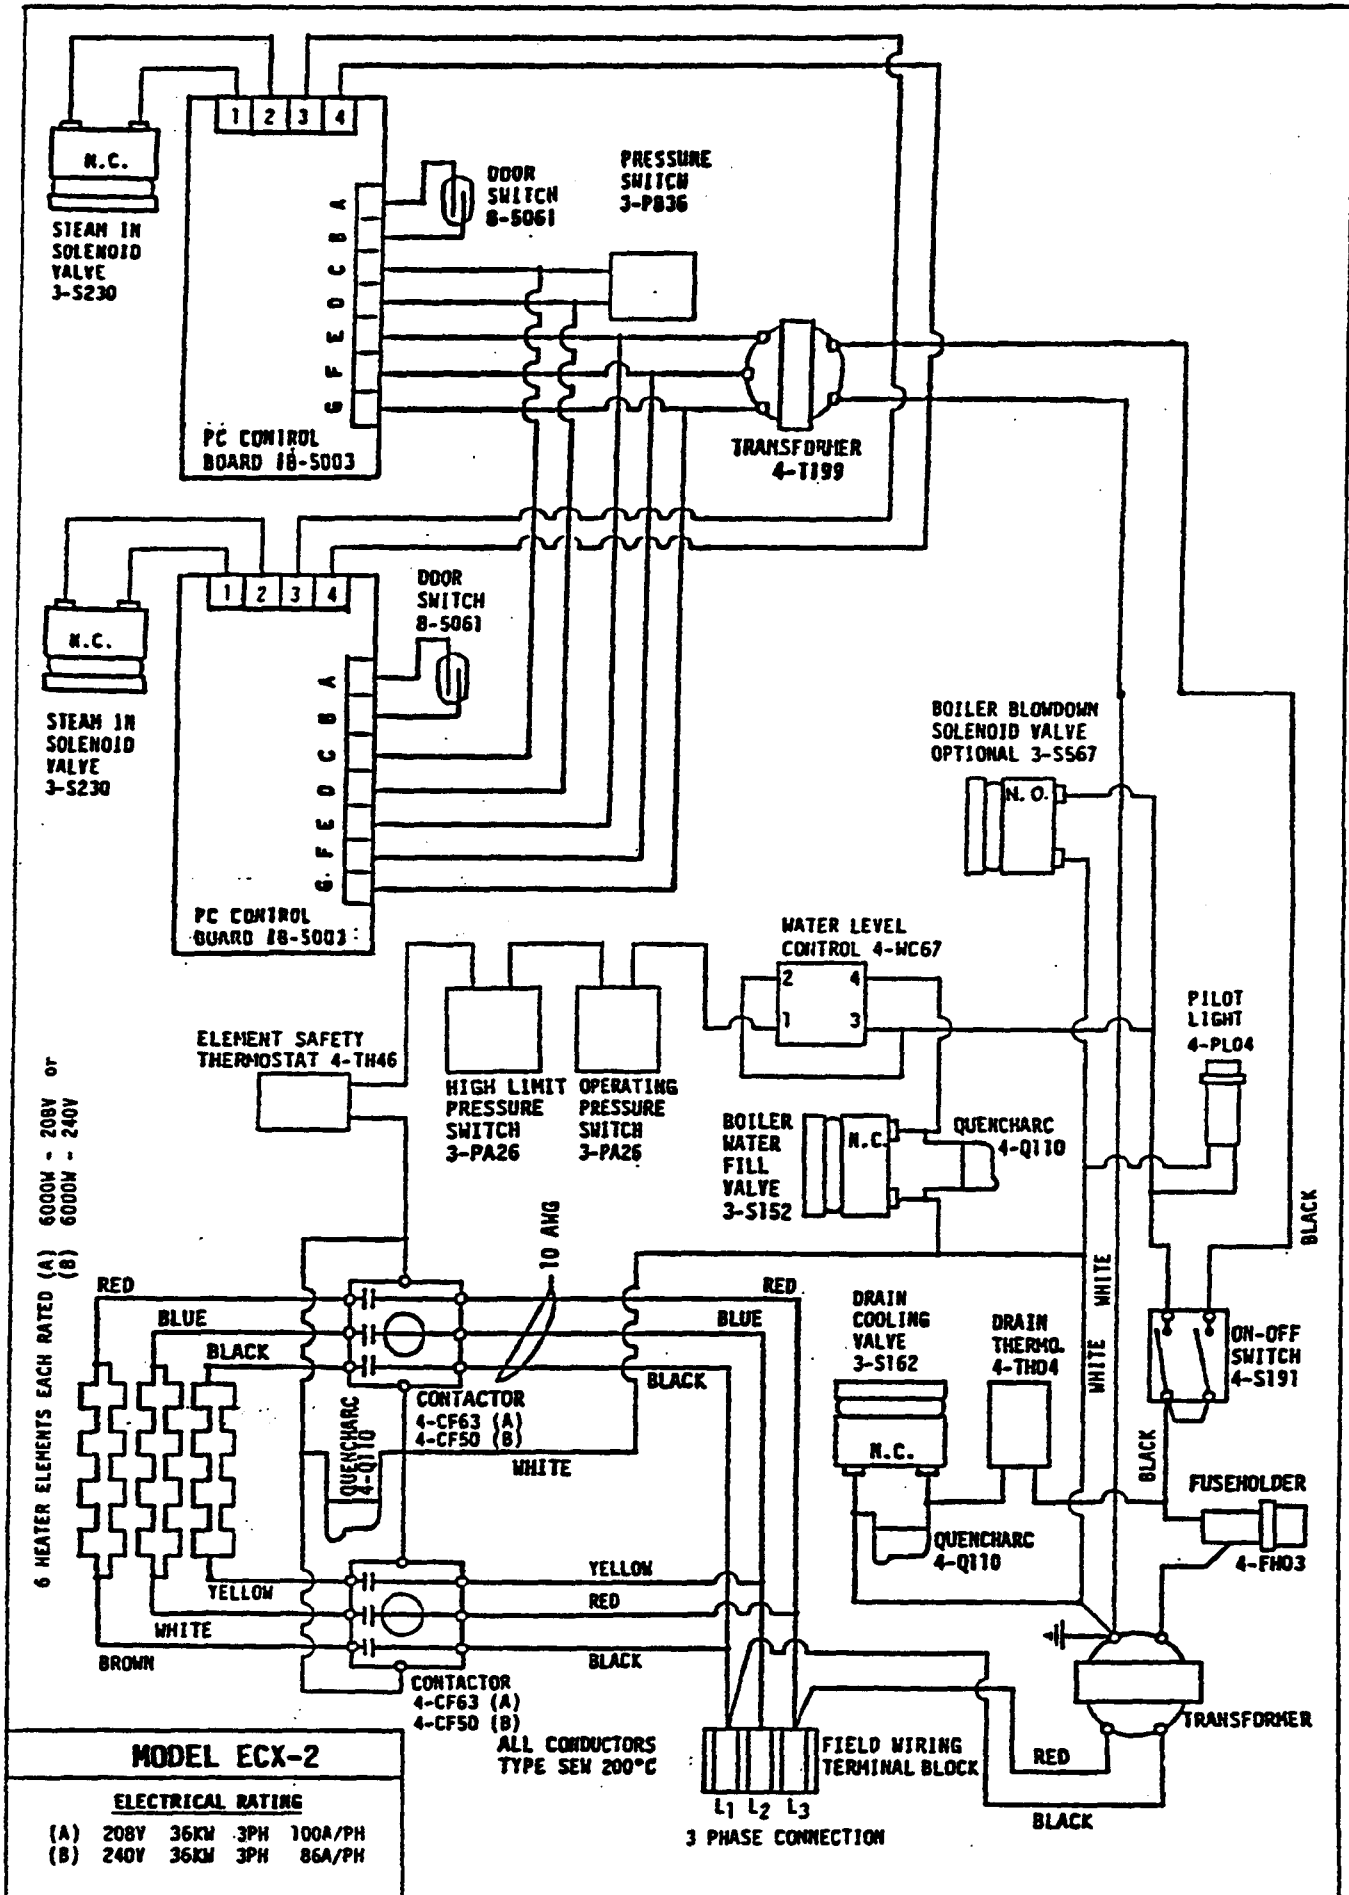 1 2 3 4
N.C.
STEAM IN
SOLENOID
VALVE
3-S230
A
B
C
D
E
F
G
DOOR
SWITCH
8-5061
PRESSURE
SWITCH
3-PB36
PC CONTROL
BOARD 18-5003
TRANSFORMER
4-T199
1 2 3 4
N.C.
STEAM IN
SOLENOID
VALVE
3-S230
DOOR
SWITCH
8-5061
A
B
C
D
E
F
G
PC CONTROL
BOARD 18-5003
BOILER BLOWDOWN
SOLENOID VALVE
OPTIONAL 3-S567
N.O.
WATER LEVEL
CONTROL 4-WC67
2 4
1 3
PILOT
LIGHT
4-PL04
ELEMENT SAFETY
THERMOSTAT 4-TH46
HIGH LIMIT
PRESSURE
SWITCH
3-PA26
OPERATING
PRESSURE
SWITCH
3-PA26
BOILER
WATER
FILL
VALVE
3-S152
N.C.
QUENCHARC
4-Q110
6 HEATER ELEMENTS EACH RATED (A) 6000W - 208V or
(B) 6000W - 240V
RED
BLUE
BLACK
10 AWG
RED
BLUE
BLACK
CONTACTOR
4-CF63 (A)
4-CF50 (B)
QUENCHARC
4-Q110
WHITE
DRAIN
COOLING
VALVE
3-S162
N.C.
DRAIN
THERMO.
4-TH04
WHITE
WHITE
BLACK
ON-OFF
SWITCH
4-S191
BLACK
FUSEHOLDER
4-FH03
QUENCHARC
4-Q110
YELLOW
WHITE
BROWN
YELLOW
RED
BLACK
CONTACTOR
4-CF63 (A)
4-CF50 (B)
ALL CONDUCTORS
TYPE SEW 200°C
FIELD WIRING
TERMINAL BLOCK
L1 L2 L3
3 PHASE CONNECTION
RED
BLACK
TRANSFORMER
MODEL ECX-2
ELECTRICAL RATING
(A) 208V 36KW 3PH 100A/PH
(B) 240V 36KW 3PH 86A/PH